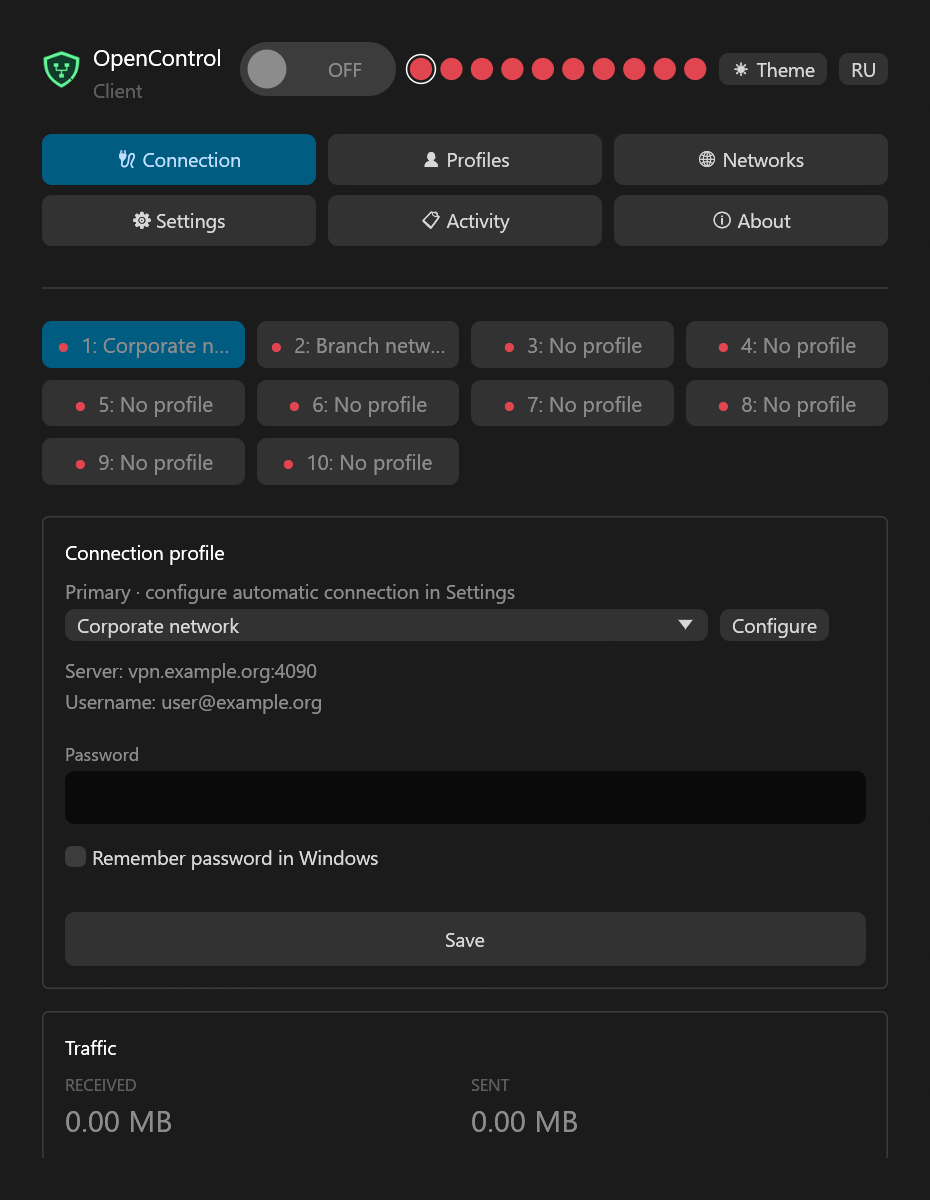 OpenControl
Client
OFF
Theme
RU
Connection
Profiles
Networks
Settings
Activity
About
1: Corporate n...
2: Branch netw...
3: No profile
4: No profile
5: No profile
6: No profile
7: No profile
8: No profile
9: No profile
10: No profile
Connection profile
Primary · configure automatic connection in Settings
Corporate network
Configure
Server: vpn.example.org:4090
Username: user@example.org
Password
Remember password in Windows
Save
Traffic
RECEIVED
SENT
0.00 MB
0.00 MB